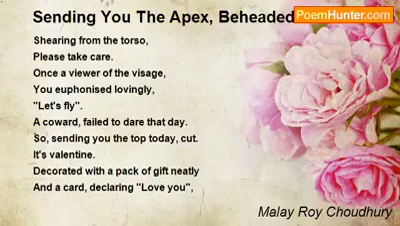 Sending You The Apex, Beheaded
PoemHunter.com
Shearing from the torso,
Please take care.
Once a viewer of the visage,
You euphonised lovingly,
"Let's fly".
A coward, failed to dare that day.
So, sending you the top today, cut.
It's valentine.
Decorated with a pack of gift neatly
And a card, declaring "Love you",
Malay Roy Choudhury